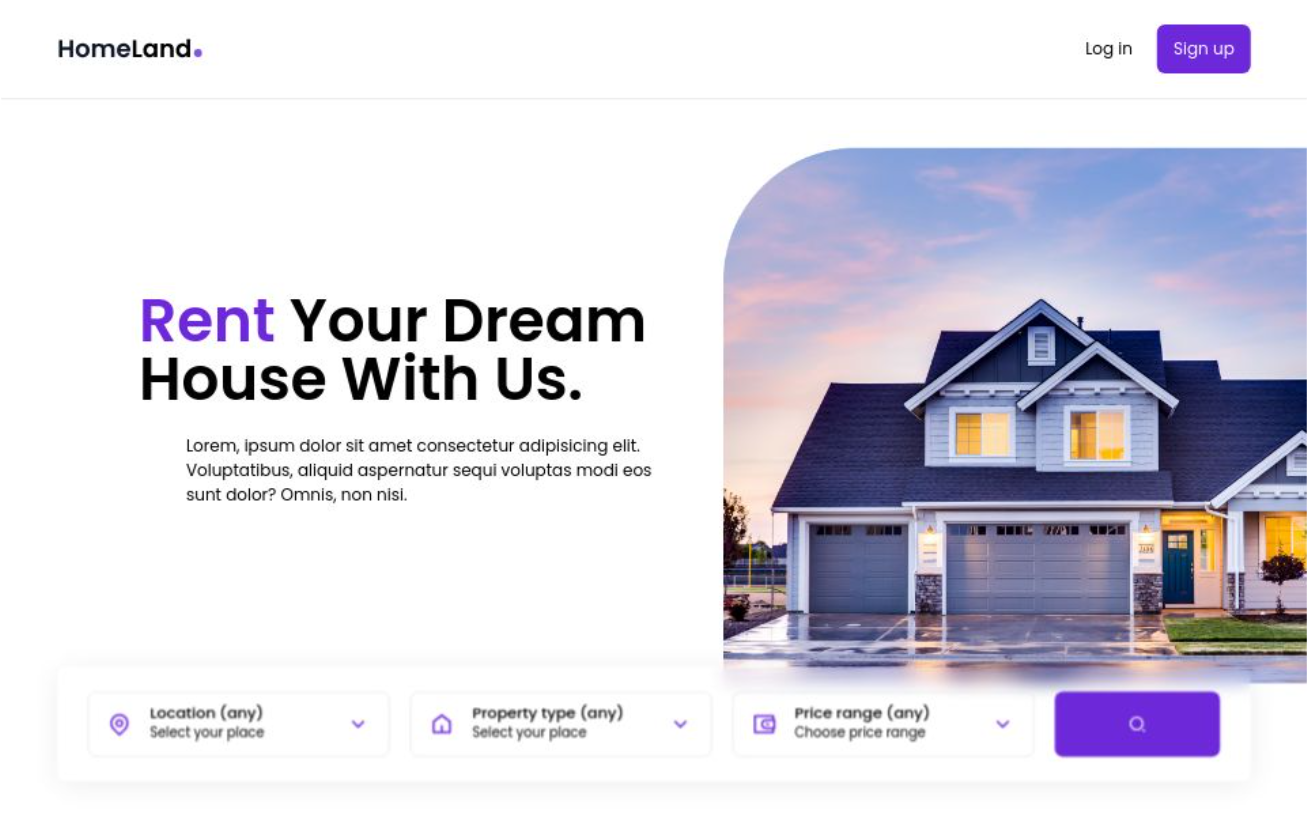 HomeLand.
Log in
Sign up
Rent Your Dream
House With Us.
Lorem, ipsum dolor sit amet consectetur adipisicing elit.
Voluptatibus, aliquid aspernatur sequi voluptas modi eos
sunt dolor? Omnis, non nisi.
Location (any)
Select your place
Property type (any)
Select your place
Price range (any)
Choose price range